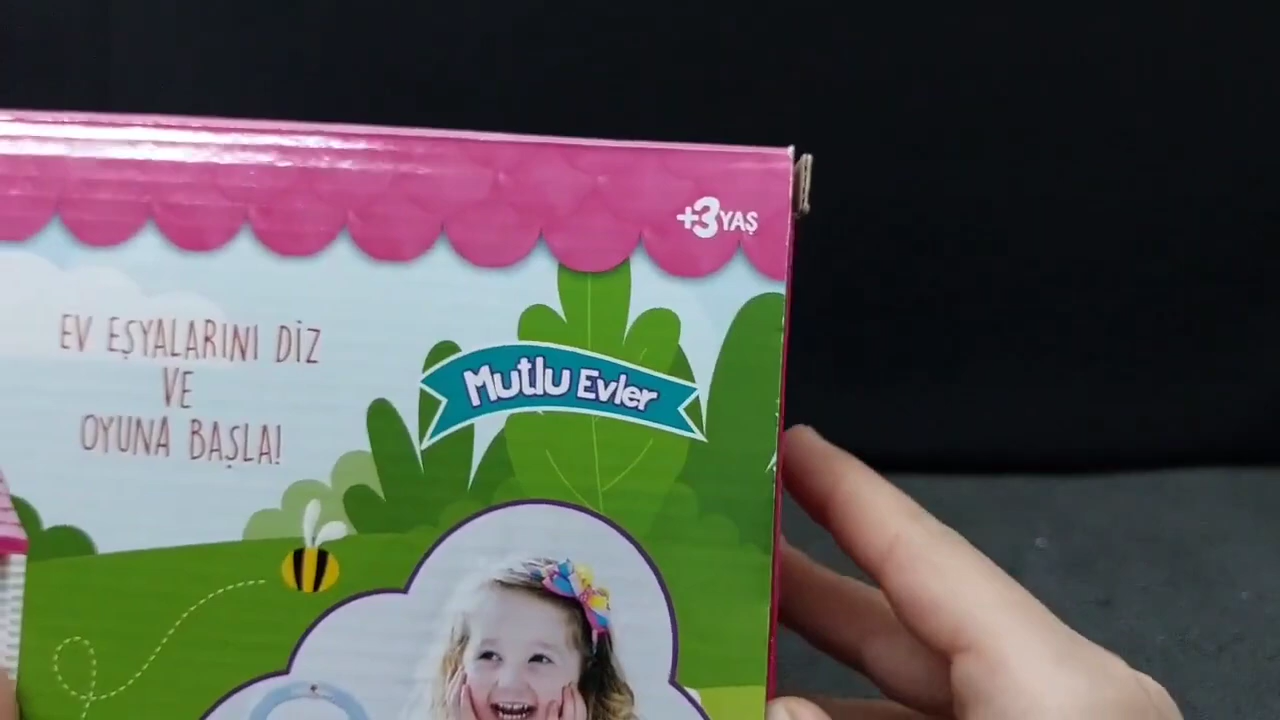 +3 YAŞ
EV EŞYALARINI DİZ
VE
OYUNA BAŞLA!
Mutlu Evler